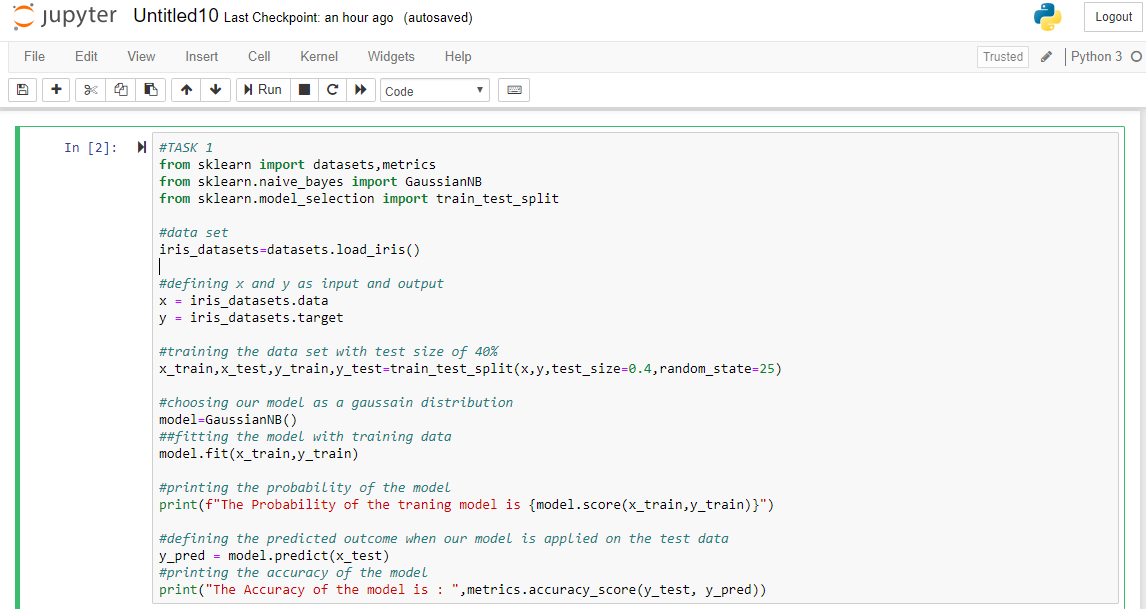 jupyter Untitled10 Last Checkpoint: an hour ago (autosaved) Logout
File Edit View Insert Cell Kernel Widgets Help Trusted Python 3
Run Code
In [2]:
#TASK 1
from sklearn import datasets,metrics
from sklearn.naive_bayes import GaussianNB
from sklearn.model_selection import train_test_split
#data set
iris_datasets=datasets.load_iris()
#defining x and y as input and output
x = iris_datasets.data
y = iris_datasets.target
#training the data set with test size of 40%
x_train,x_test,y_train,y_test=train_test_split(x,y,test_size=0.4,random_state=25)
#choosing our model as a gaussain distribution
model=GaussianNB()
##fitting the model with training data
model.fit(x_train,y_train)
#printing the probability of the model
print(f"The Probability of the traning model is {model.score(x_train,y_train)}")
#defining the predicted outcome when our model is applied on the test data
y_pred = model.predict(x_test)
#printing the accuracy of the model
print("The Accuracy of the model is : ",metrics.accuracy_score(y_test, y_pred))